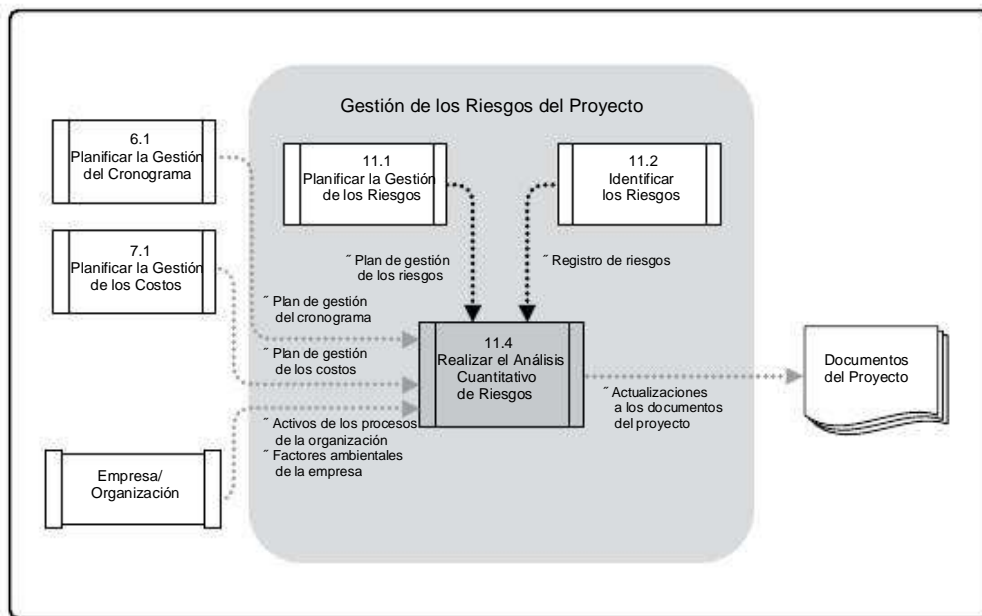 Gestión de los Riesgos del Proyecto
6.1
Planificar la Gestión
del Cronograma
11.1
Planificar la Gestión
de los Riesgos
11.2
Identificar
los Riesgos
7.1
Planificar la Gestión
de los Costos
˝ Plan de gestión
de los riesgos
˝ Registro de riesgos
˝ Plan de gestión
del cronograma
˝ Plan de gestión
de los costos
11.4
Realizar el Análisis
Cuantitativo
de Riesgos
Documentos
del Proyecto
˝ Actualizaciones
a los documentos
del proyecto
˝ Activos de los procesos
de la organización
˝ Factores ambientales
de la empresa
Empresa/
Organización